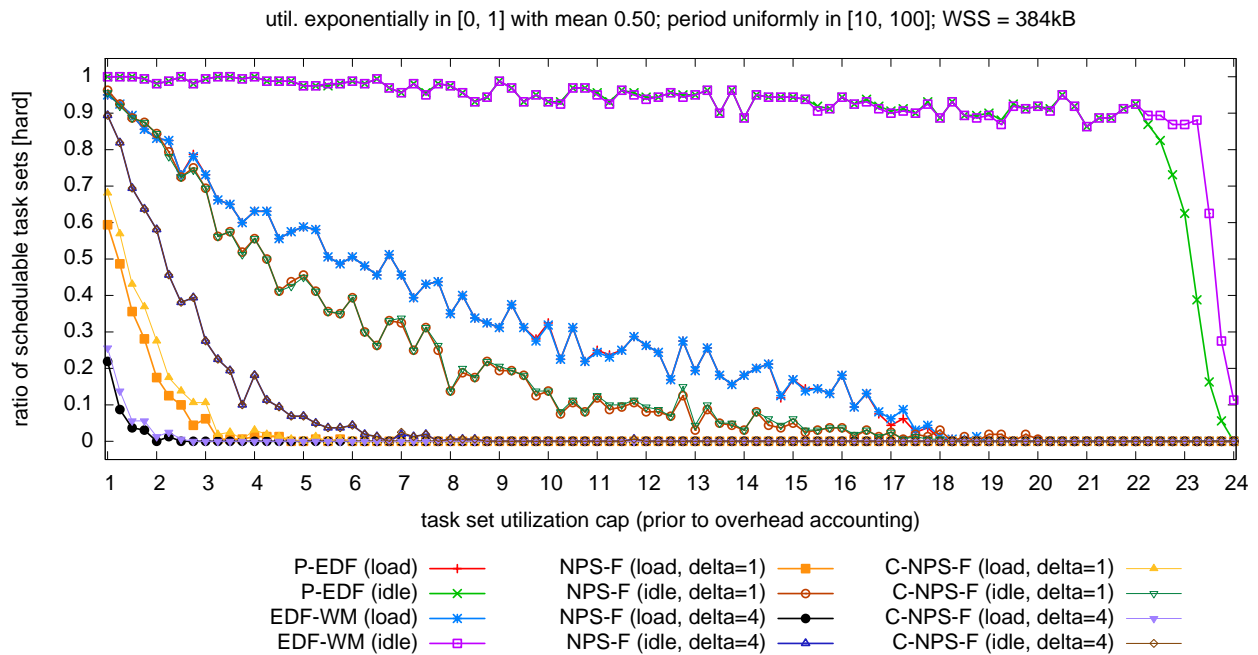 util. exponentially in [0, 1] with mean 0.50; period uniformly in [10, 100]; WSS = 384kB
ratio of schedulable task sets [hard]
1
0.9
0.8
0.7
0.6
0.5
0.4
0.3
0.2
0.1
0
1 2 3 4 5 6 7 8 9 10 11 12 13 14 15 16 17 18 19 20 21 22 23 24
task set utilization cap (prior to overhead accounting)
P-EDF (load) NPS-F (load, delta=1) C-NPS-F (load, delta=1)
P-EDF (idle) NPS-F (idle, delta=1) C-NPS-F (idle, delta=1)
EDF-WM (load) NPS-F (load, delta=4) C-NPS-F (load, delta=4)
EDF-WM (idle) NPS-F (idle, delta=4) C-NPS-F (idle, delta=4)